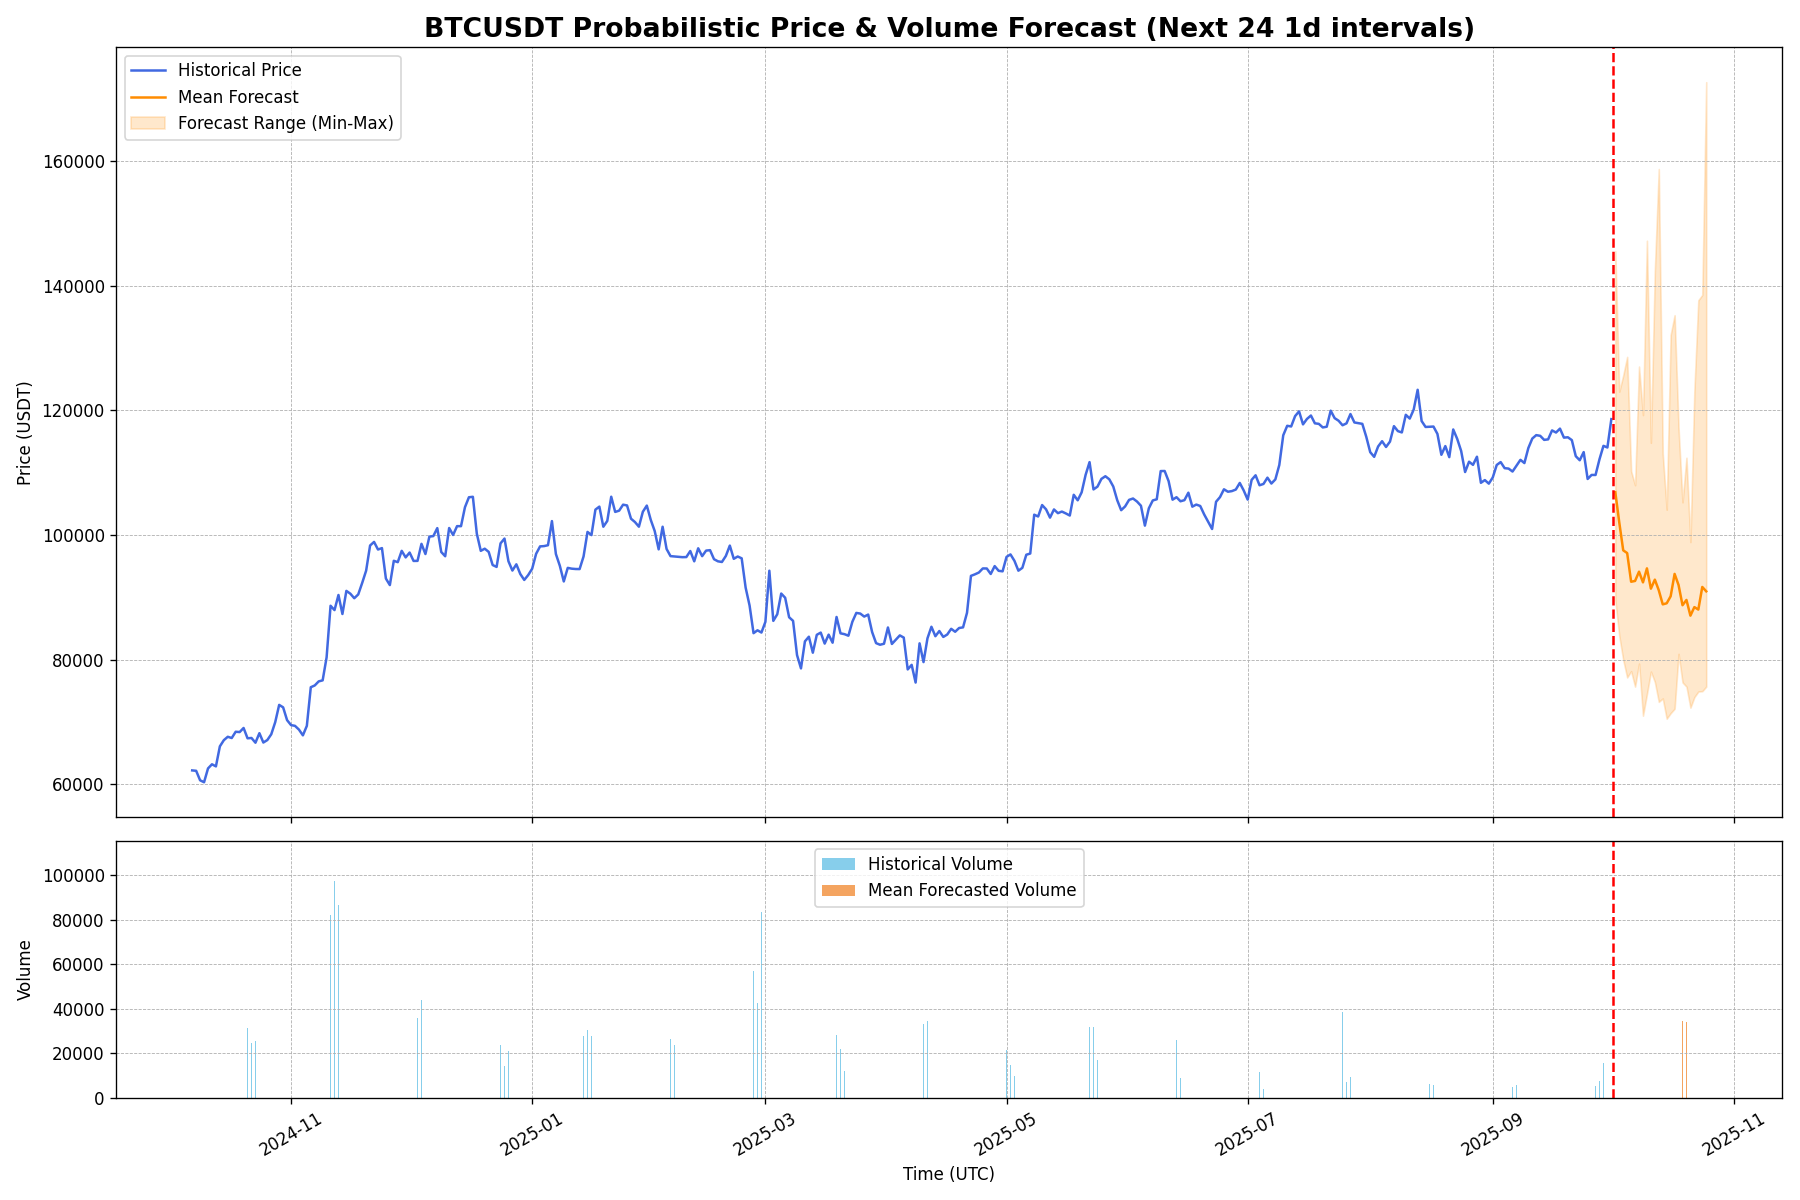 BTCUSDT Probabilistic Price & Volume Forecast (Next 24 1d intervals)
Historical Price
Mean Forecast
Forecast Range (Min-Max)
160000
140000
120000
100000
80000
60000
Price (USDT)
Historical Volume
Mean Forecasted Volume
100000
80000
60000
40000
20000
0
Volume
2024-11
2025-01
2025-03
2025-05
2025-07
2025-09
2025-11
Time (UTC)